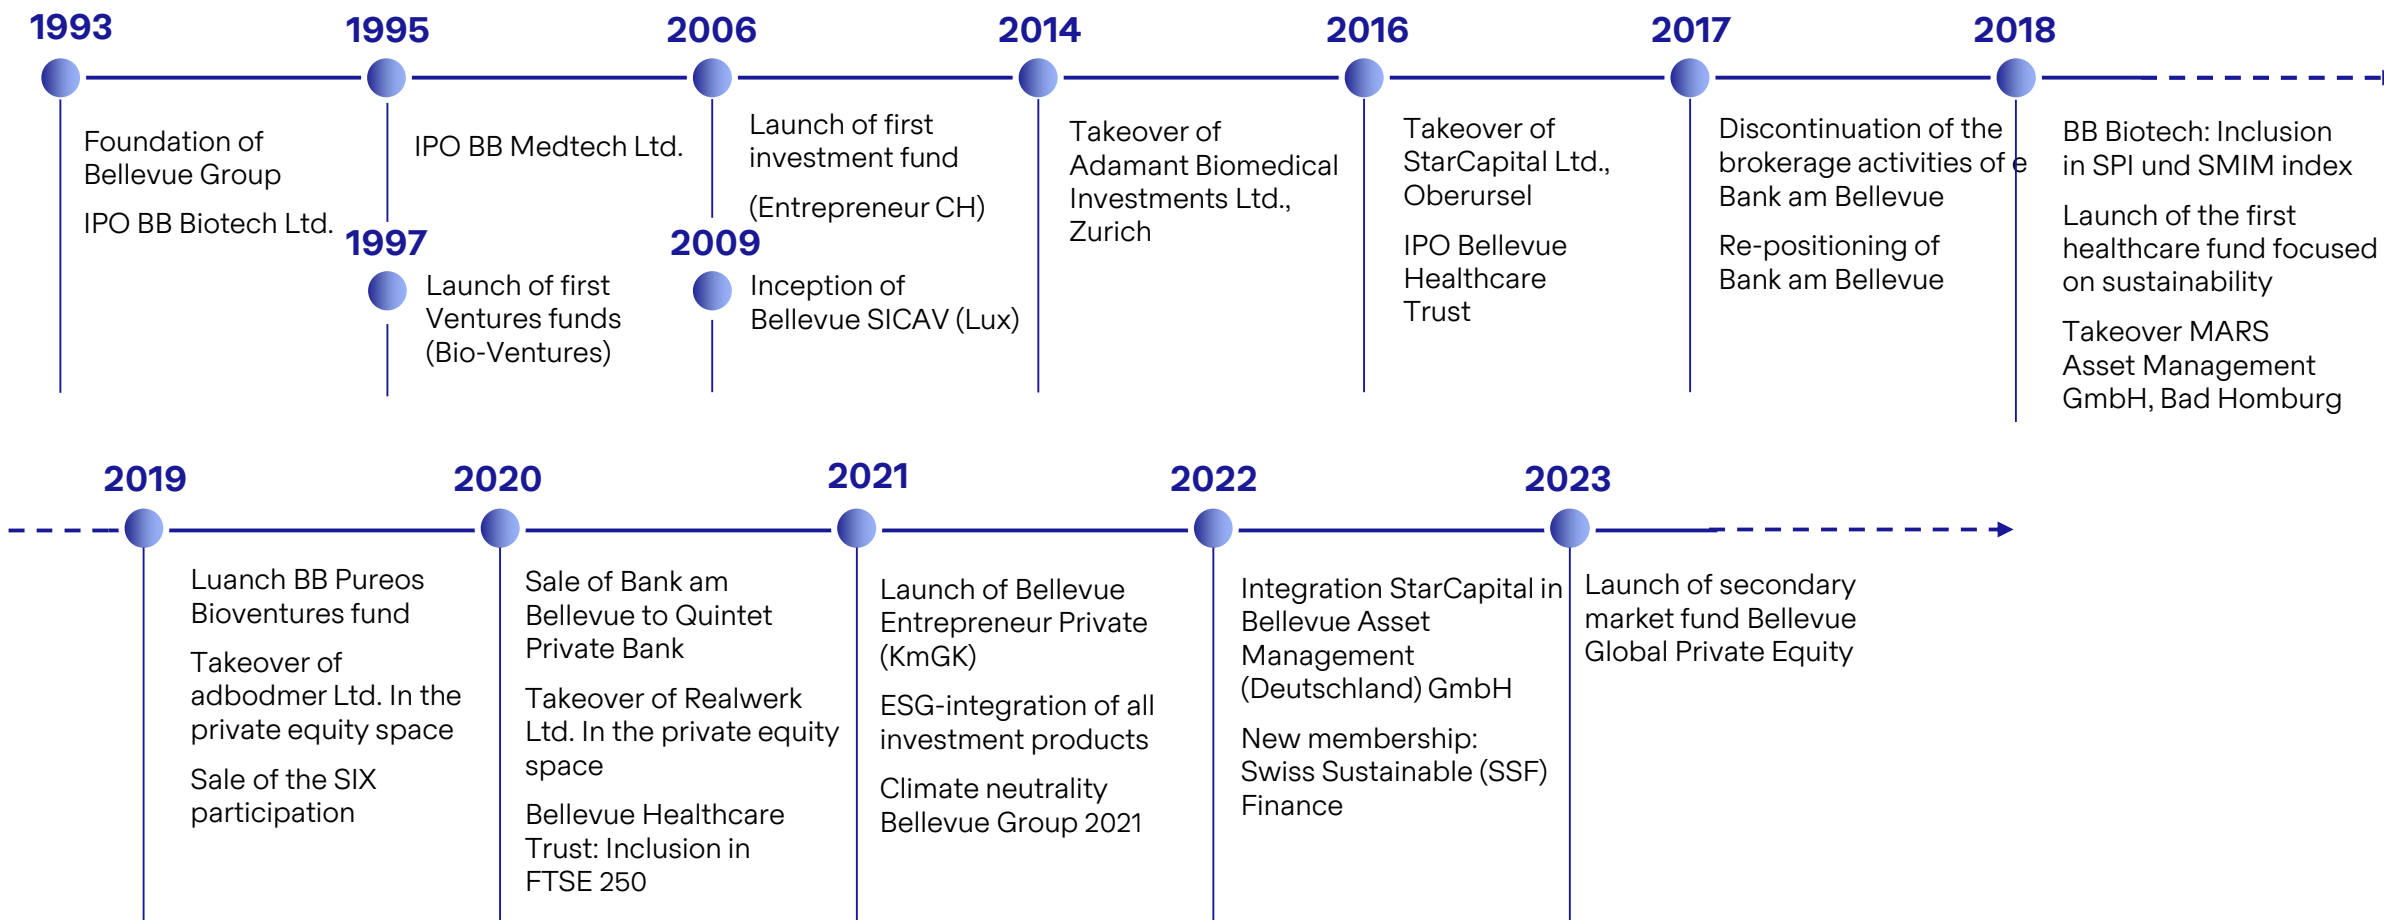 1993
Foundation of
Bellevue Group
IPO BB Biotech Ltd.
1995
IPO BB Medtech Ltd.
1997
Launch of first
Ventures funds
(Bio-Ventures)
2006
Launch of first
investment fund
(Entrepreneur CH)
2009
Inception of
Bellevue SICAV (Lux)
2014
Takeover of
Adamant Biomedical
Investments Ltd.,
Zurich
2016
Takeover of
StarCapital Ltd.,
Oberursel
IPO Bellevue
Healthcare
Trust
2017
Discontinuation of the
brokerage activities of e
Bank am Bellevue
Re-positioning of
Bank am Bellevue
2018
BB Biotech: Inclusion
in SPI und SMIM index
Launch of the first
healthcare fund focused
on sustainability
Takeover MARS
Asset Management
GmbH, Bad Homburg
2019
Luanch BB Pureos
Bioventures fund
Takeover of
adbodmer Ltd. In the
private equity space
Sale of the SIX
participation
2020
Sale of Bank am
Bellevue to Quintet
Private Bank
Takeover of Realwerk
Ltd. In the private equity
space
Bellevue Healthcare
Trust: Inclusion in
FTSE 250
2021
Launch of Bellevue
Entrepreneur Private
(KmGK)
ESG-integration of all
investment products
Climate neutrality
Bellevue Group 2021
2022
Integration StarCapital in
Bellevue Asset
Management
(Deutschland) GmbH
New membership:
Swiss Sustainable (SSF)
Finance
2023
Launch of secondary
market fund Bellevue
Global Private Equity